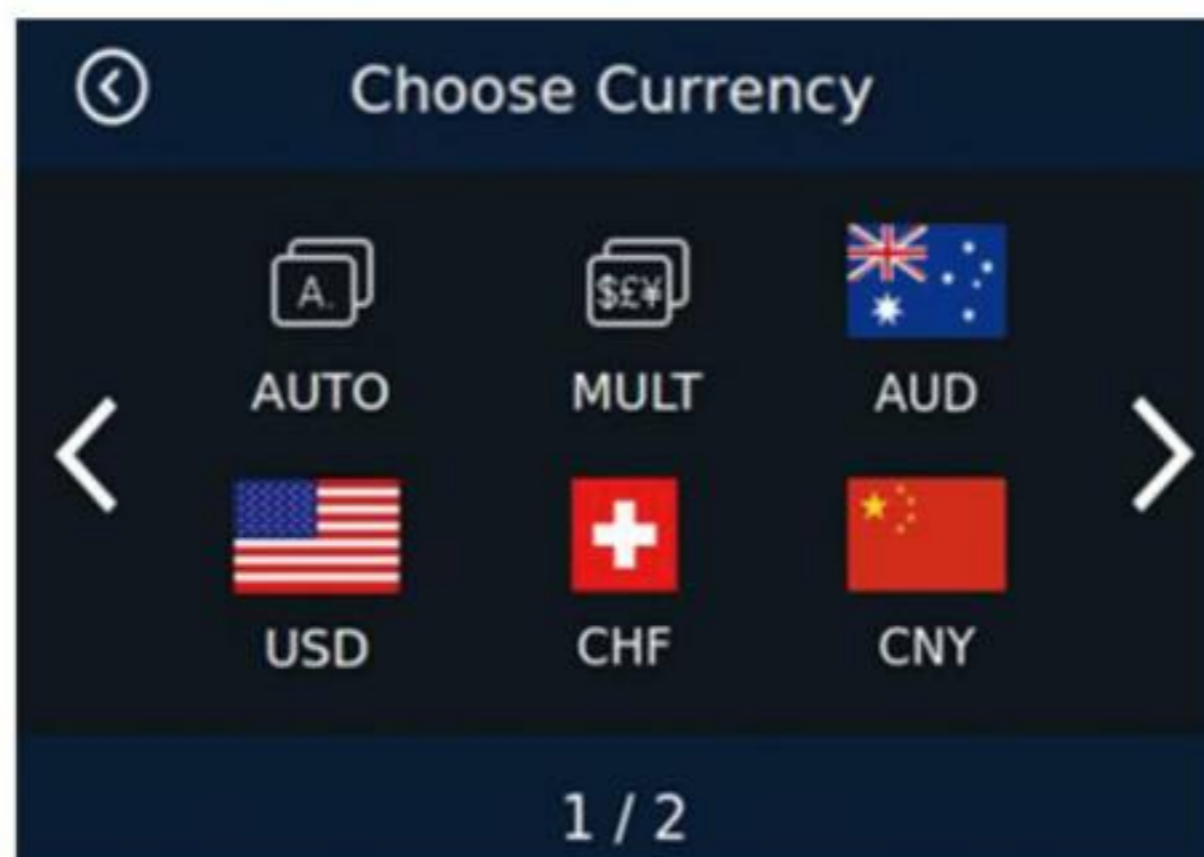 Choose Currency
A.
$£¥
AUTO MULT AUD
USD CHF CNY
1 / 2